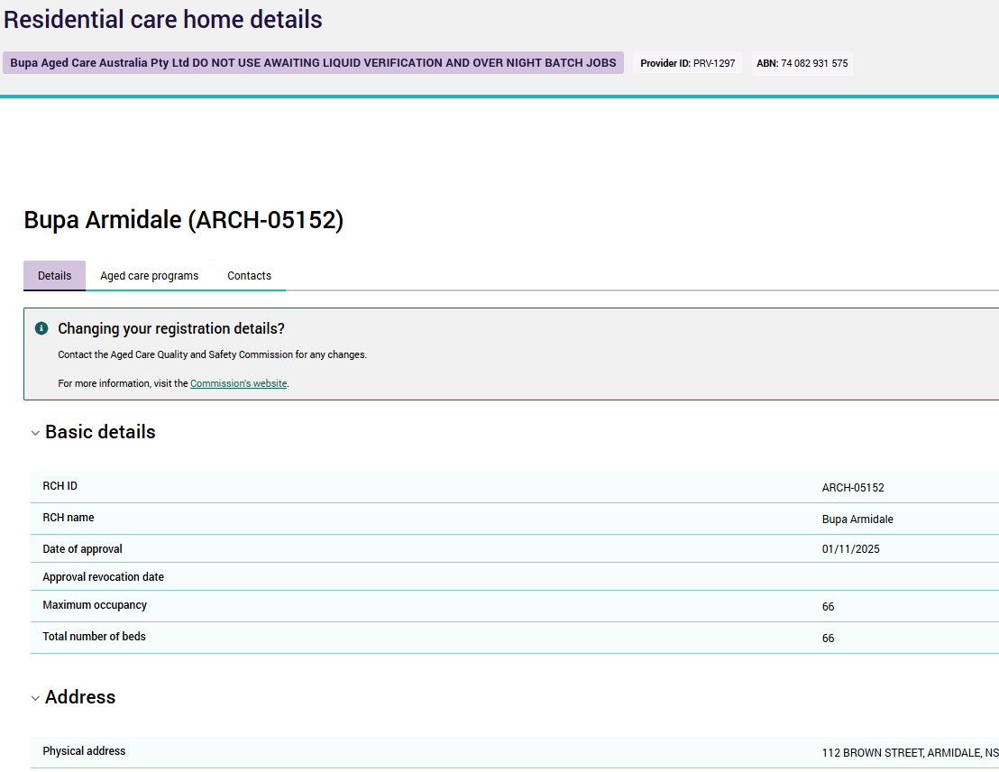 Residential care home details
Bupa Aged Care Australia Pty Ltd DO NOT USE AWAITING LIQUID VERIFICATION AND OVER NIGHT BATCH JOBS Provider ID: PRV-1297 ABN: 74 082 931 575
Bupa Armidale (ARCH-05152)
Details Aged care programs Contacts
Changing your registration details?
Contact the Aged Care Quality and Safety Commission for any changes.
For more information, visit the Commission's website.
Basic details
RCH ID ARCH-05152
RCH name Bupa Armidale
Date of approval 01/11/2025
Approval revocation date
Maximum occupancy 66
Total number of beds 66
Address
Physical address 112 BROWN STREET, ARMIDALE, NS